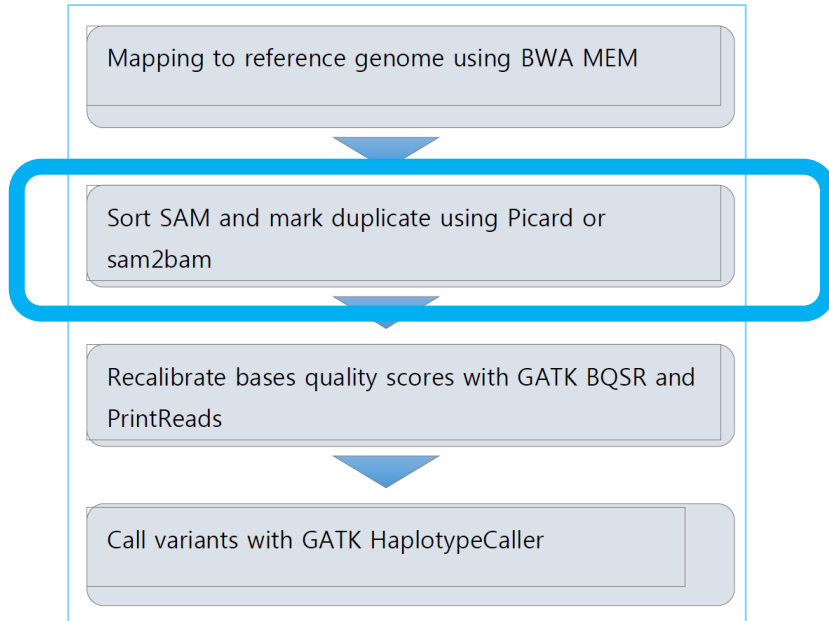 Mapping to reference genome using BWA MEM
Sort SAM and mark duplicate using Picard or
sam2bam
Recalibrate bases quality scores with GATK BQSR and
PrintReads
Call variants with GATK HaplotypeCaller